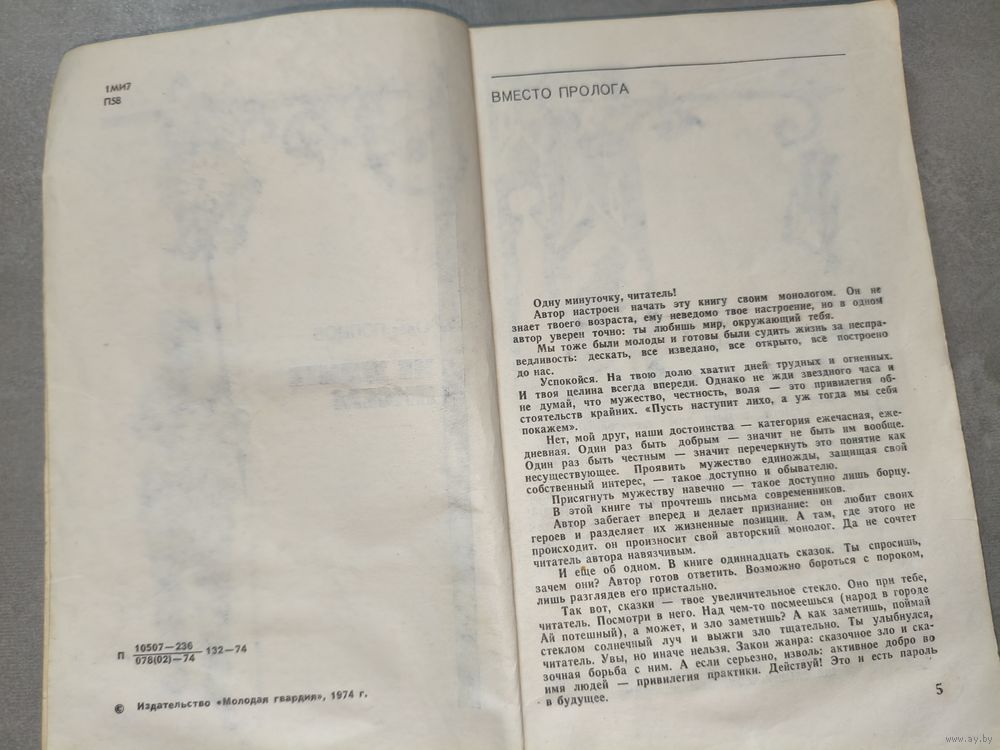 1МИ7
П58
П 10507—236
078(02)—74 132—74
© Издательство «Молодая гвардия», 1974 г.
ВМЕСТО ПРОЛОГА
Одну минуточку, читатель!
Автор настроен начать эту книгу своим монологом. Он не
знает твоего возраста, ему неведомо твое настроение, но в одном
автор уверен точно: ты любишь мир, окружающий тебя.
Мы тоже были молоды и готовы были судить жизнь за неспра-
ведливость: дескать, все изведано, все открыто, все построено
до нас.
Успокойся. На твою долю хватит дней трудных и огненных.
И твоя целина всегда впереди. Однако не жди звездного часа и
не думай, что мужество, честность, воля — это привилегия об-
стоятельств крайних. «Пусть наступит лихо, а уж тогда мы себя
покажем».
Нет, мой друг, наши достоинства — категория ежечасная, еже-
дневная. Один раз быть добрым — значит не быть им вообще.
Один раз быть честным — значит перечеркнуть это понятие как
несуществующее. Проявить мужество единожды, защищая свой
собственный интерес, — такое доступно и обывателю.
Присягнуть мужеству навечно — такое доступно лишь борцу.
В этой книге ты прочтешь письма современников.
Автор забегает вперед и делает признание: он любит своих
героев и разделяет их жизненные позиции. А там, где этого не
происходит. он произносит свой авторский монолог. Да не сочтет
читатель автора навязчивым.
И еще об одном. В книге одиннадцать сказок. Ты спросишь,
зачем они? Автор готов ответить. Возможно бороться с пороком,
лишь разглядев его пристально.
Так вот, сказки — твое увеличительное стекло. Оно при тебе,
читатель. Посмотри в него. Над чем-то посмеешься (народ в городе
Ай потешный), а может, и зло заметишь? А как заметишь, поймай
стеклом солнечный луч и выжги зло тщательно. Ты улыбнулся,
читатель. Увы, но иначе нельзя. Закон жанра: сказочное зло и ска-
зочная борьба с ним. А если серьезно, изволь: активное добро во
имя людей — привилегия практики. Действуй! Это и есть пароль
в будущее.
5
www.ay.by